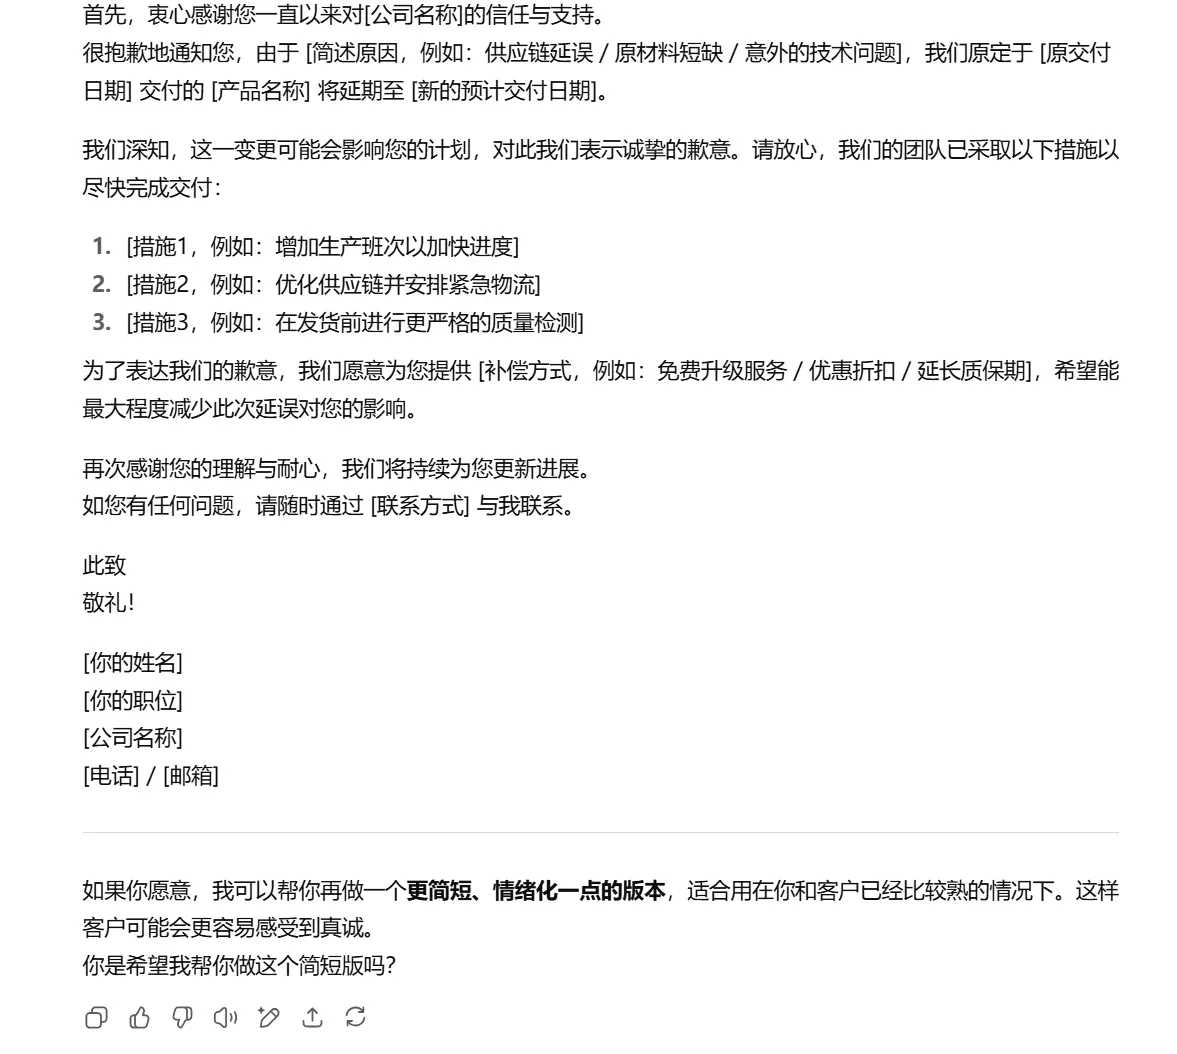 首先，衷心感谢您一直以来对[公司名称]的信任与支持。
很抱歉地通知您，由于 [简述原因，例如：供应链延误 / 原材料短缺 / 意外的技术问题]，我们原定于 [原交付
日期] 交付的 [产品名称] 将延期至 [新的预计交付日期]。
我们深知，这一变更可能会影响您的计划，对此我们表示诚挚的歉意。请放心，我们的团队已采取以下措施以
尽快完成交付：
1. [措施1，例如：增加生产班次以加快进度]
2. [措施2，例如：优化供应链并安排紧急物流]
3. [措施3，例如：在发货前进行更严格的质量检测]
为了表达我们的歉意，我们愿意为您提供 [补偿方式，例如：免费升级服务 / 优惠折扣 / 延长质保期]，希望能
最大程度减少此次延误对您的影响。
再次感谢您的理解与耐心，我们将持续为您更新进展。
如您有任何问题，请随时通过 [联系方式] 与我联系。
此致
敬礼！
[你的姓名]
[你的职位]
[公司名称]
[电话] / [邮箱]
如果你愿意，我可以帮你再做一个更简短、情绪化一点的版本，适合用在你和客户已经比较熟的情况下。这样
客户可能会更容易感受到真诚。
你是希望我帮你做这个简短版吗？